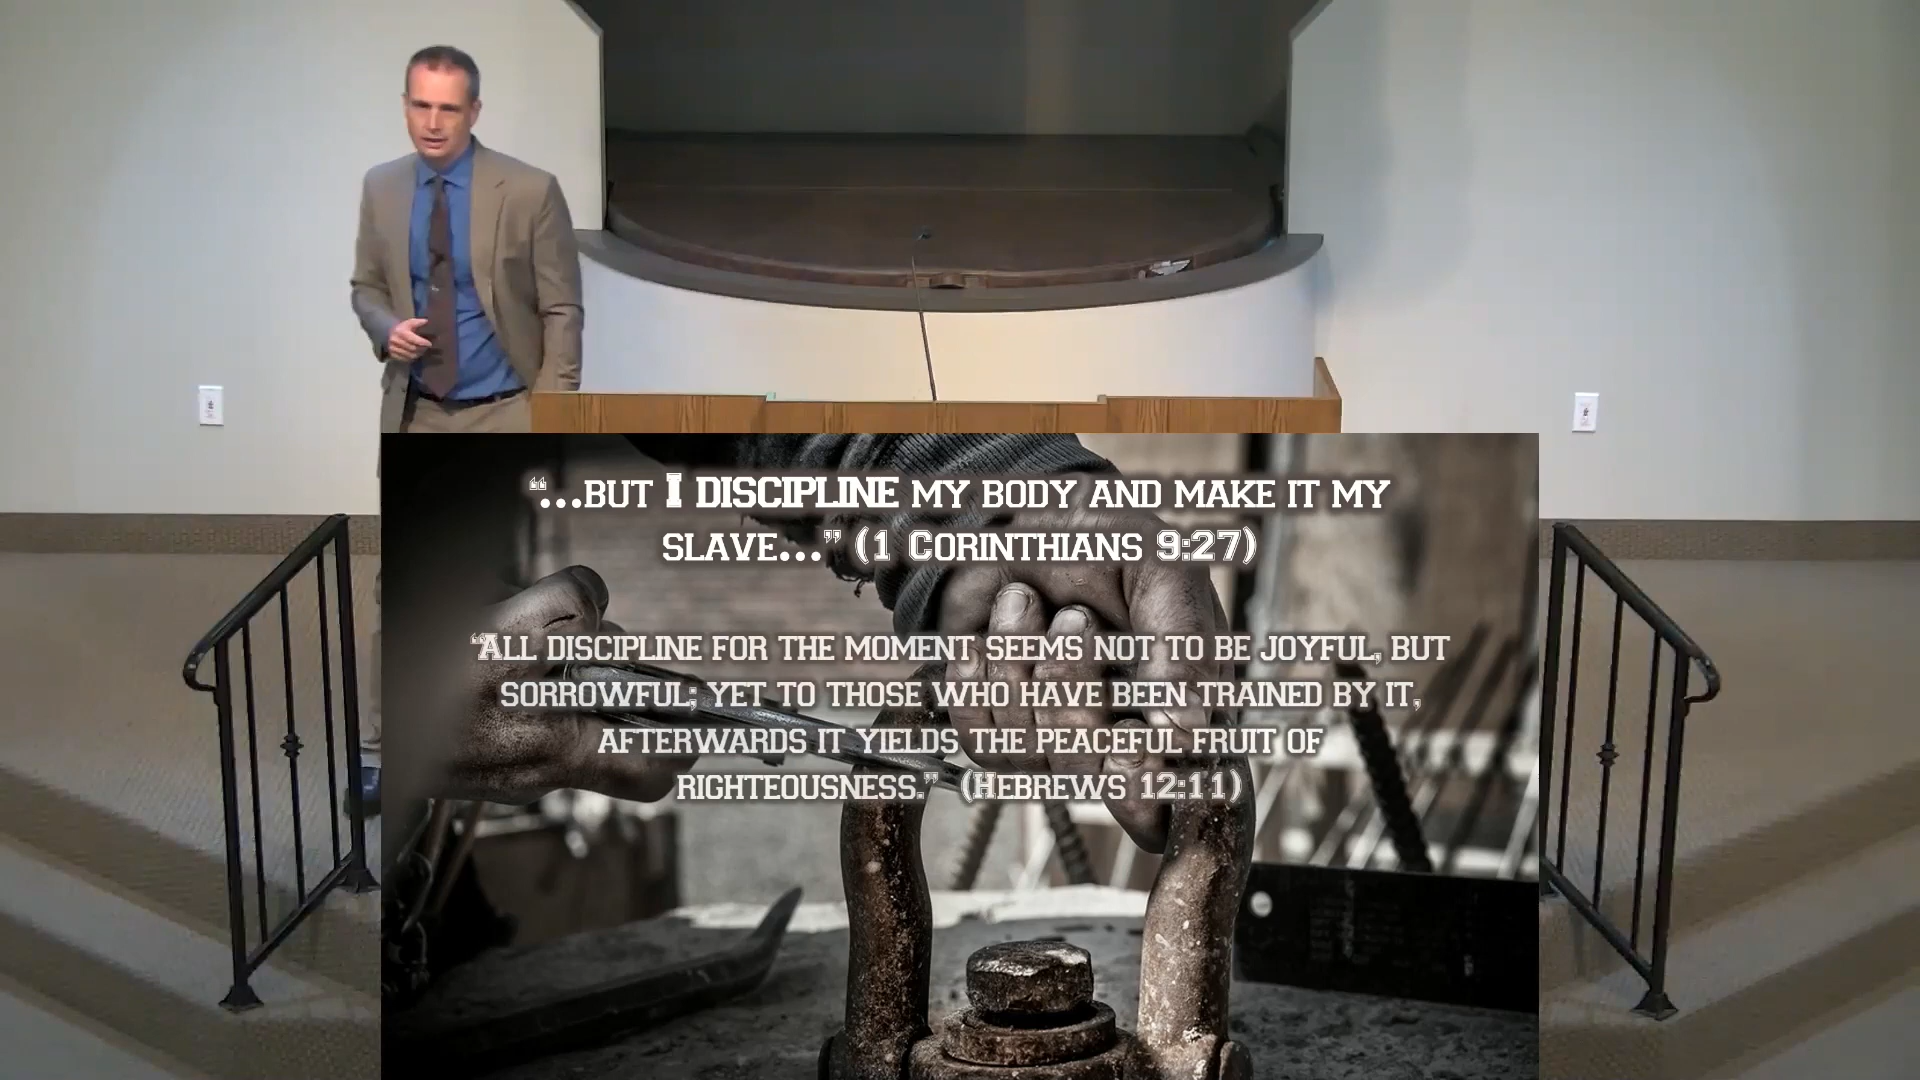 “...but I discipline my body and make it my
slave...” (1 Corinthians 9:27)
“All discipline for the moment seems not to be joyful, but
sorrowful; yet to those who have been trained by it,
afterwards it yields the peaceful fruit of
righteousness.” (Hebrews 12:11)